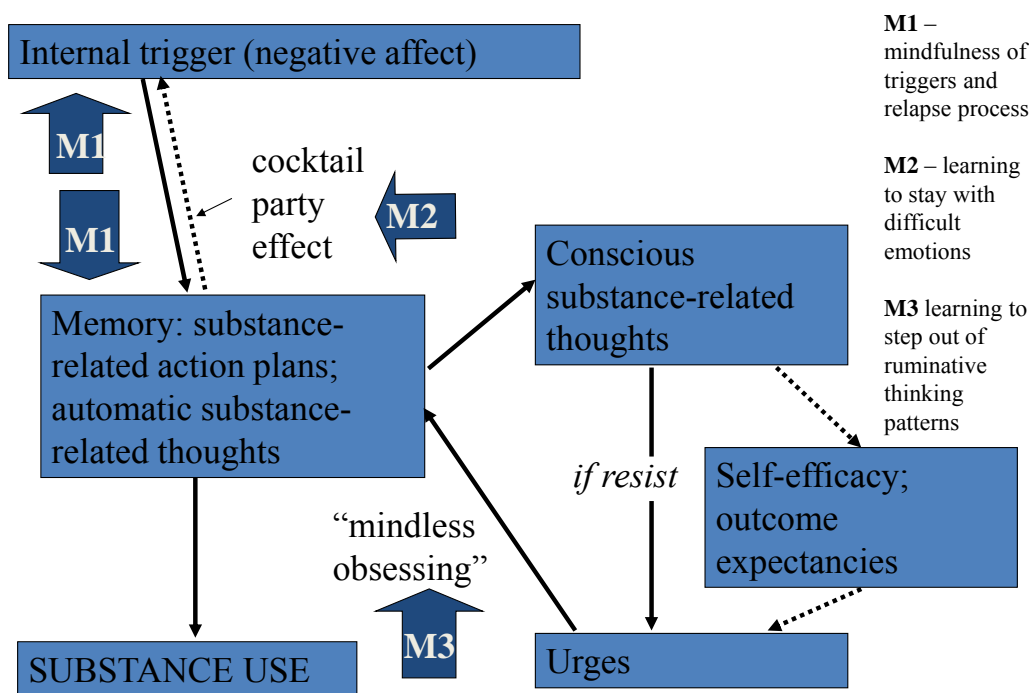 Internal trigger (negative affect)
M1
M1
cocktail
party
effect
M2
Memory: substance-
related action plans;
automatic substance-
related thoughts
Conscious
substance-related
thoughts
if resist
Self-efficacy;
outcome
expectancies
“mindless
obsessing”
M3
SUBSTANCE USE
Urges
M1 –
mindfulness of
triggers and
relapse process
M2 – learning
to stay with
difficult
emotions
M3 learning to
step out of
ruminative
thinking
patterns